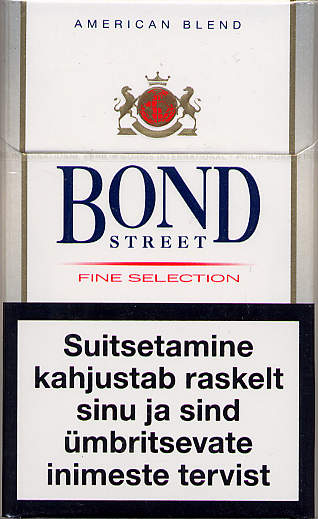 AMERICAN BLEND
BOND
STREET
FINE SELECTION
Suitsetamine
kahjustab raskelt
sinu ja sind
ümbritsevate
inimeste tervist